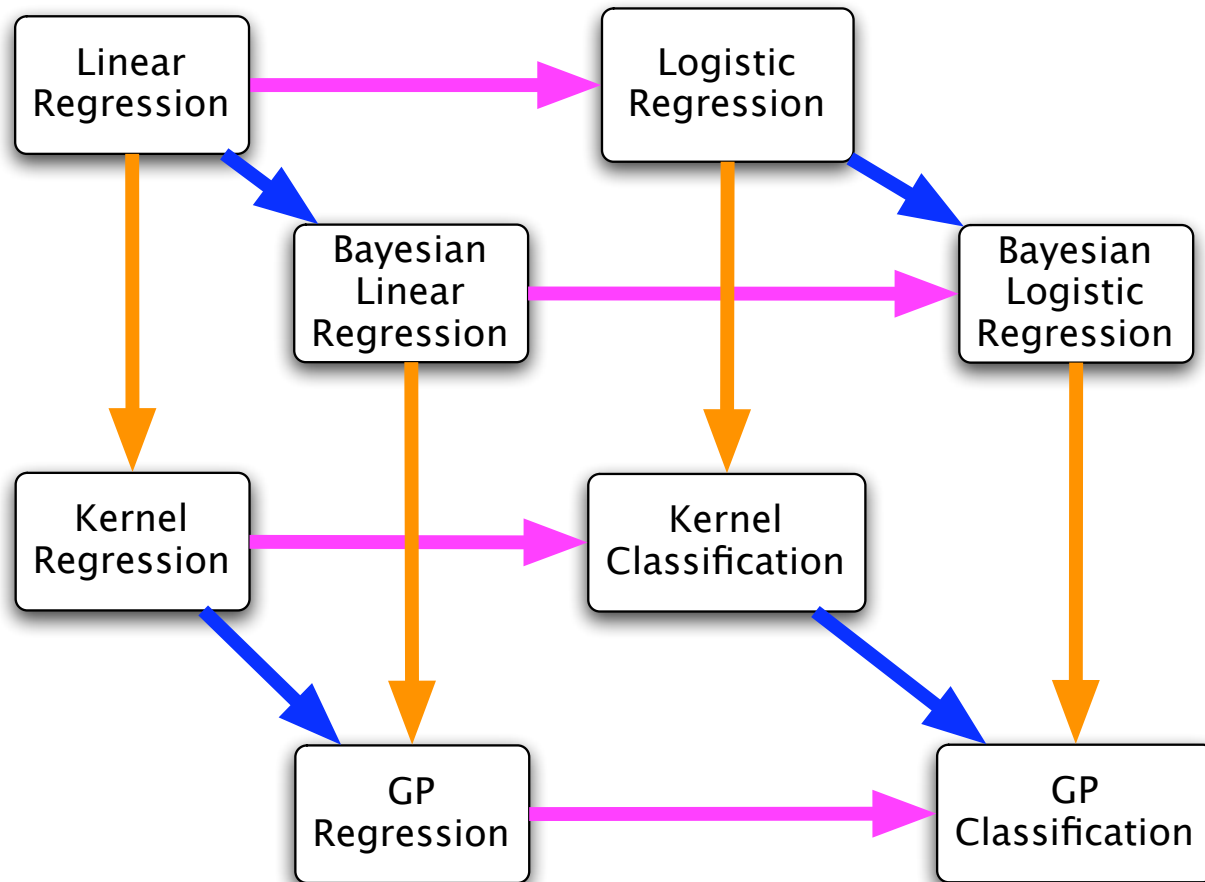 Linear
Regression
Logistic
Regression
Bayesian
Linear
Regression
Bayesian
Logistic
Regression
Kernel
Regression
Kernel
Classification
GP
Regression
GP
Classification